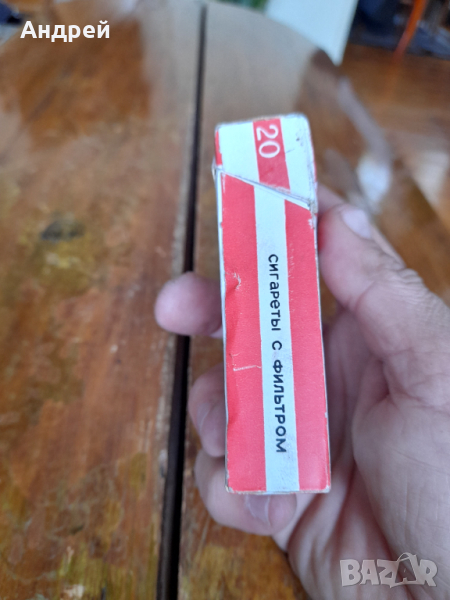 Андрей
20
сигареты с фильтром
BAZAR